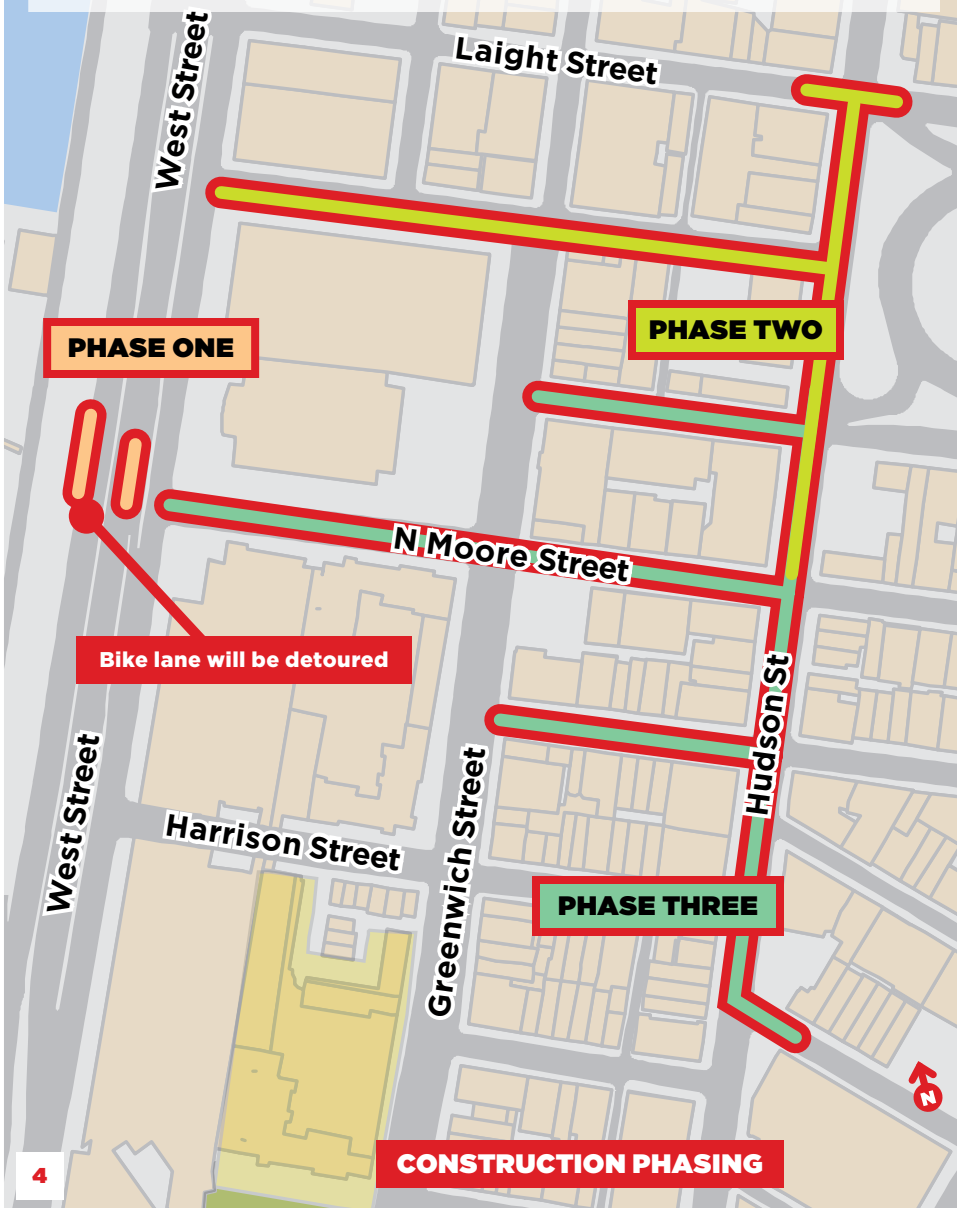 West Street
Laight Street
PHASE ONE
PHASE TWO
N Moore Street
Bike lane will be detoured
Hudson St
West Street
Harrison Street
Greenwich Street
PHASE THREE
N
CONSTRUCTION PHASING
4